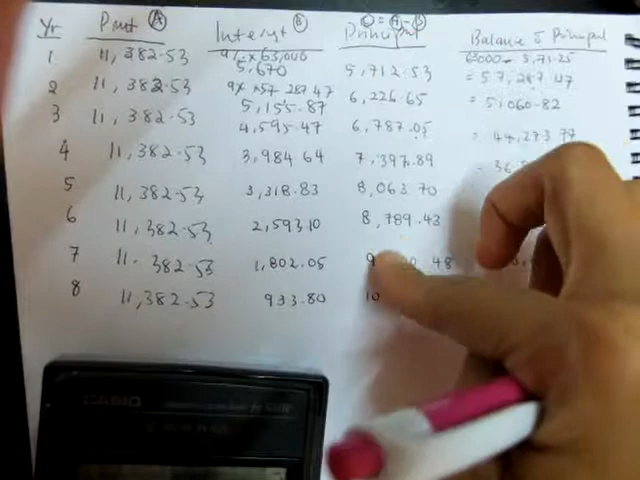 Yr Pmt (A) Interest (B) (C) = (A) - (B) Principal Balance of Principal
1 11,382.53 9% x 63,000 5,670 5,712.53 63000 - 5,712.5 = 57,287.47
2 11,382.53 9% x 57 287 47 5,155.87 6,226.65 = 51,060.82
3 11,382.53 4,595.47 6,787.05 = 44,273 77
4 11,382.53 3,984 64 7,397.89 36
5 11,382.53 3,318.83 8,063 70
6 11,382.53 2,593.10 8,789.43
7 11.382.53 1,802.05 9 48
8 11,382.53 933.80 10
CASIO